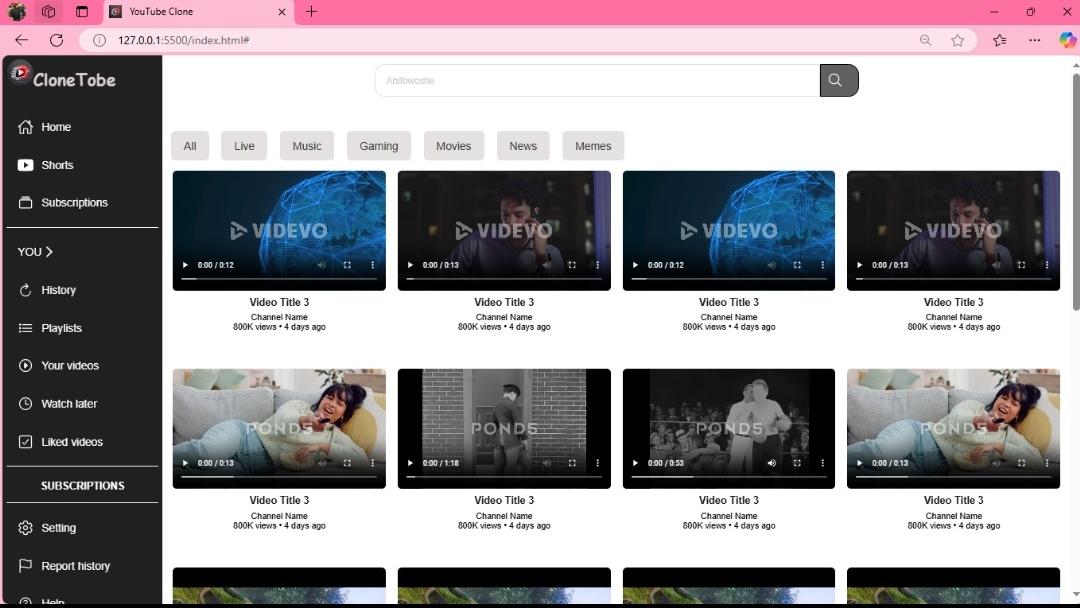 YouTube Clone
127.0.0.1:5500/index.html#
CloneTobe
Anifowoshe
Home
Shorts
Subscriptions
YOU
History
Playlists
Your videos
Watch later
Liked videos
SUBSCRIPTIONS
Setting
Report history
Help
All Live Music Gaming Movies News Memes
VIDEVO VIDEVO VIDEVO VIDEVO
0:00 / 0:12 0:00 / 0:13 0:00 / 0:12 0:00 / 0:13
Video Title 3 Video Title 3 Video Title 3 Video Title 3
Channel Name Channel Name Channel Name Channel Name
800K views • 4 days ago 800K views • 4 days ago 800K views • 4 days ago 800K views • 4 days ago
POND5 POND5 POND5 POND5
0:00 / 0:13 0:00 / 1:18 0:00 / 0:53 0:00 / 0:13
Video Title 3 Video Title 3 Video Title 3 Video Title 3
Channel Name Channel Name Channel Name Channel Name
800K views • 4 days ago 800K views • 4 days ago 800K views • 4 days ago 800K views • 4 days ago